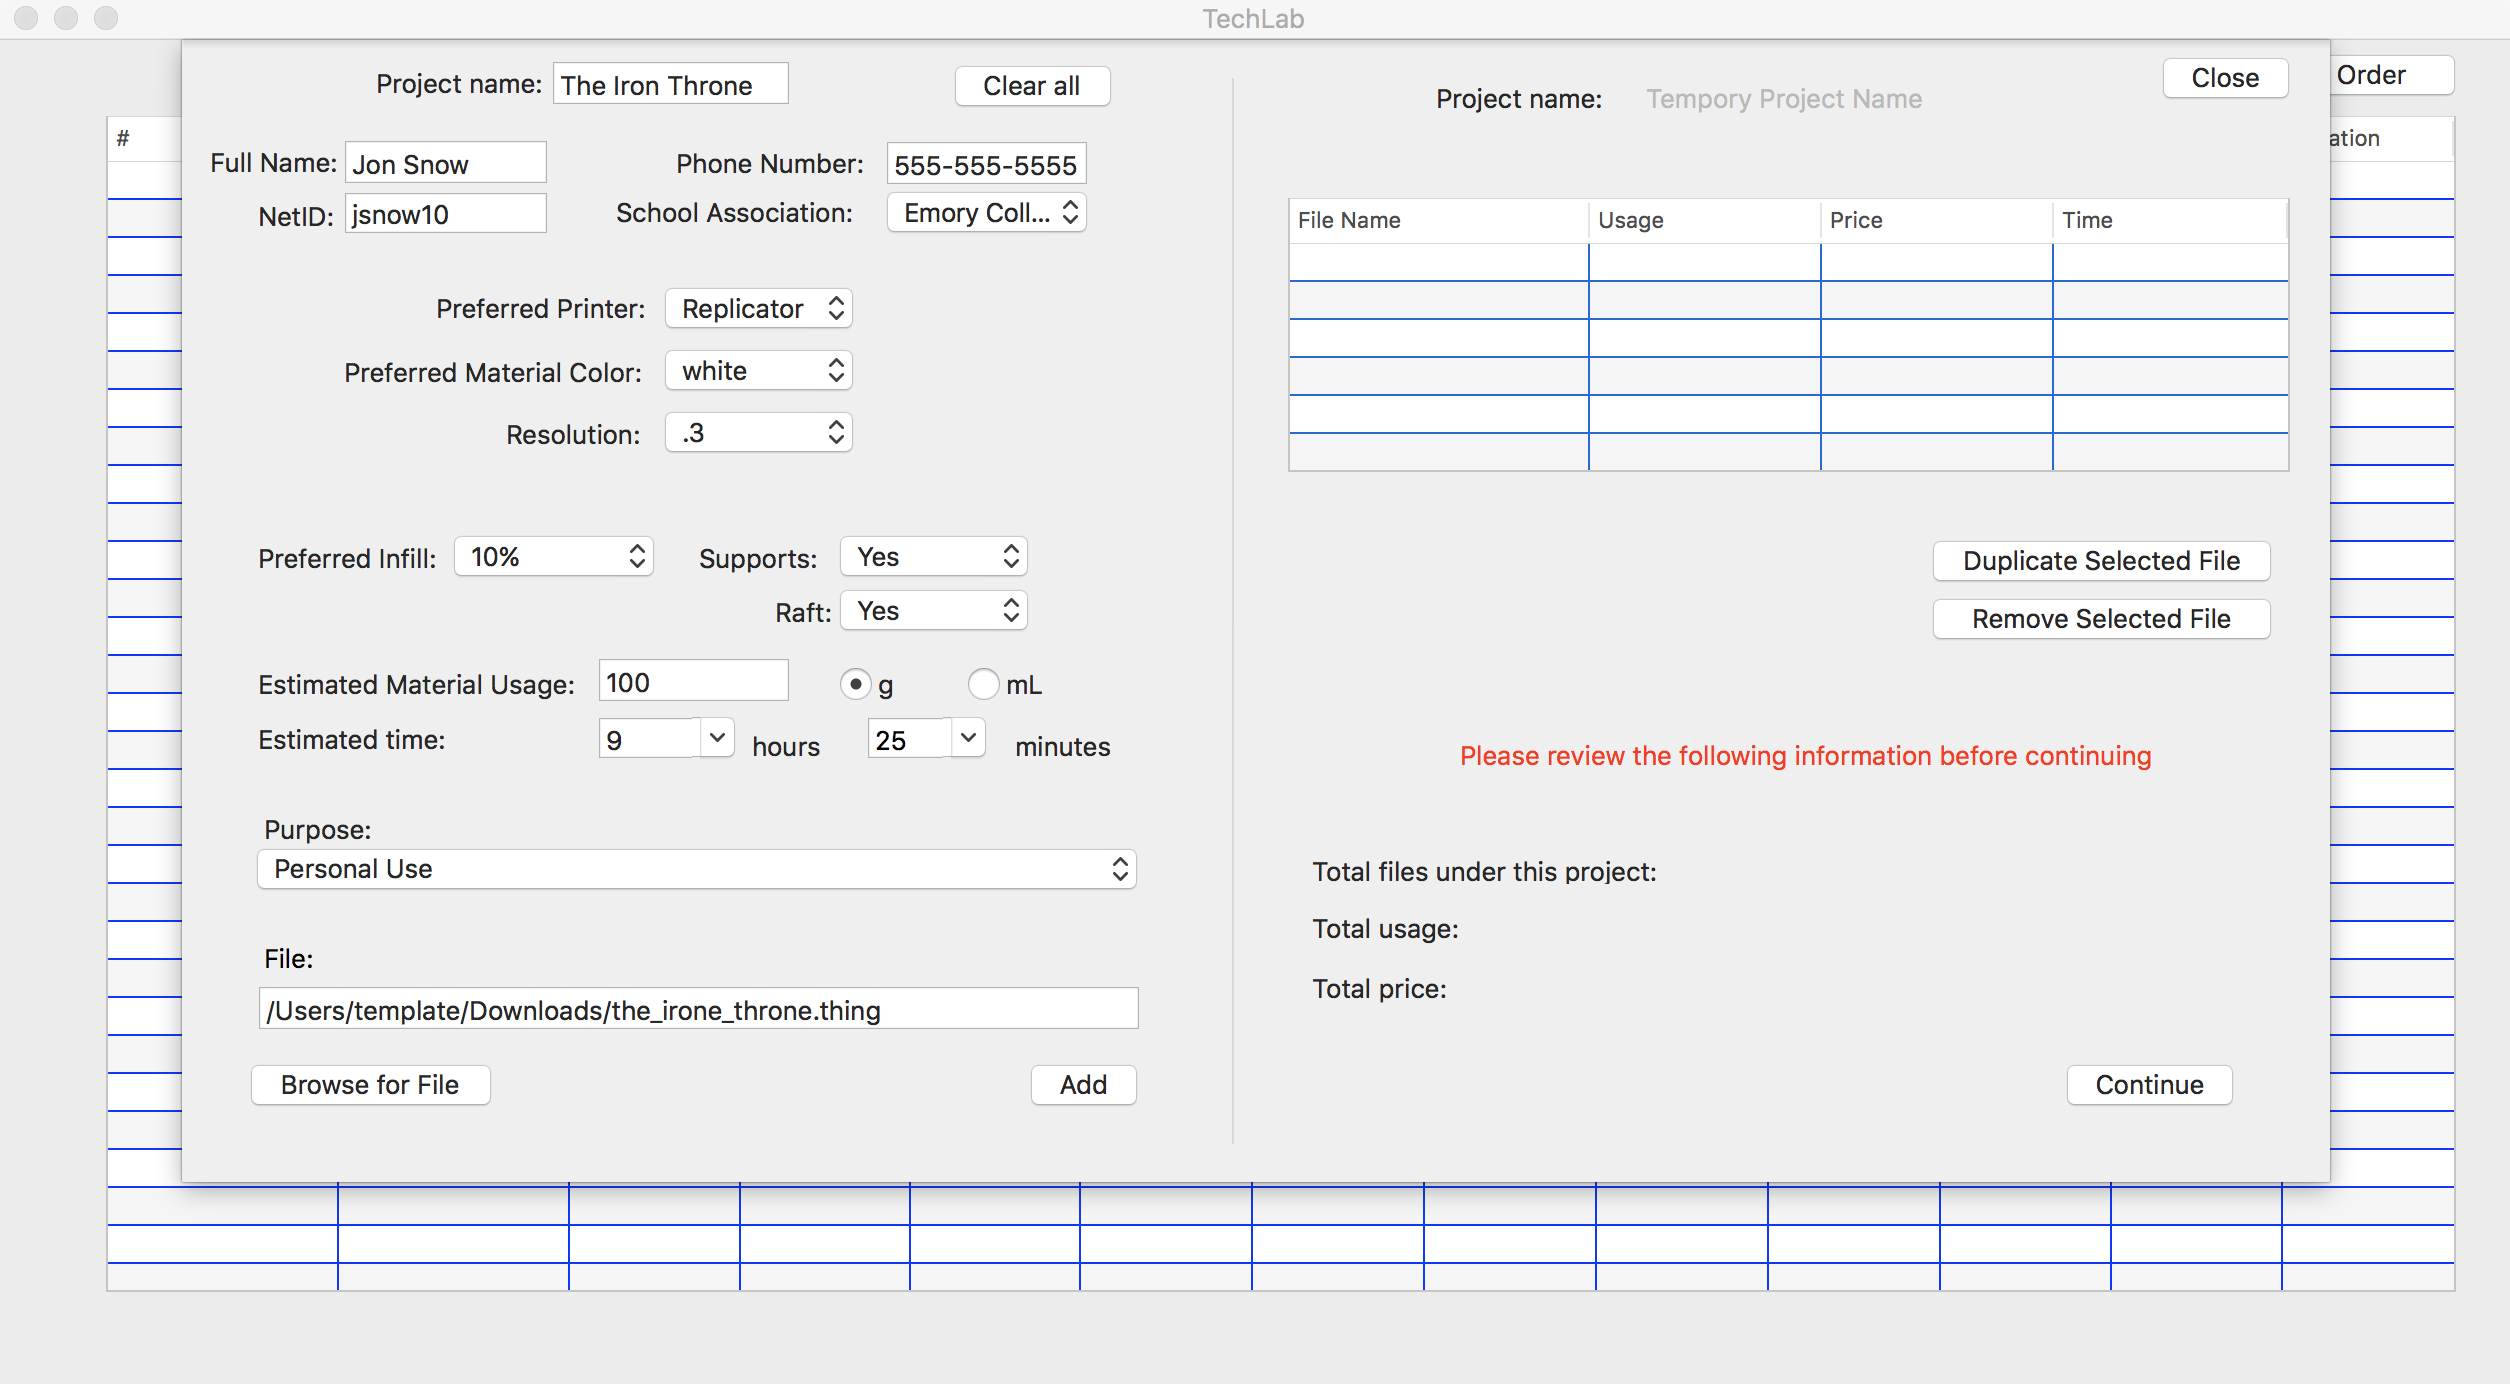 TechLab
Project name: The Iron Throne
Clear all
Project name: Tempory Project Name
Close
Order
#
ation
Full Name: Jon Snow
Phone Number: 555-555-5555
NetID: jsnow10
School Association: Emory Coll...
File Name Usage Price Time
Preferred Printer: Replicator
Preferred Material Color: white
Resolution: .3
Preferred Infill: 10%
Supports: Yes
Raft: Yes
Duplicate Selected File
Remove Selected File
Estimated Material Usage: 100 g mL
Estimated time: 9 hours 25 minutes
Please review the following information before continuing
Purpose:
Personal Use
Total files under this project:
Total usage:
Total price:
File:
/Users/template/Downloads/the_irone_throne.thing
Browse for File
Add
Continue